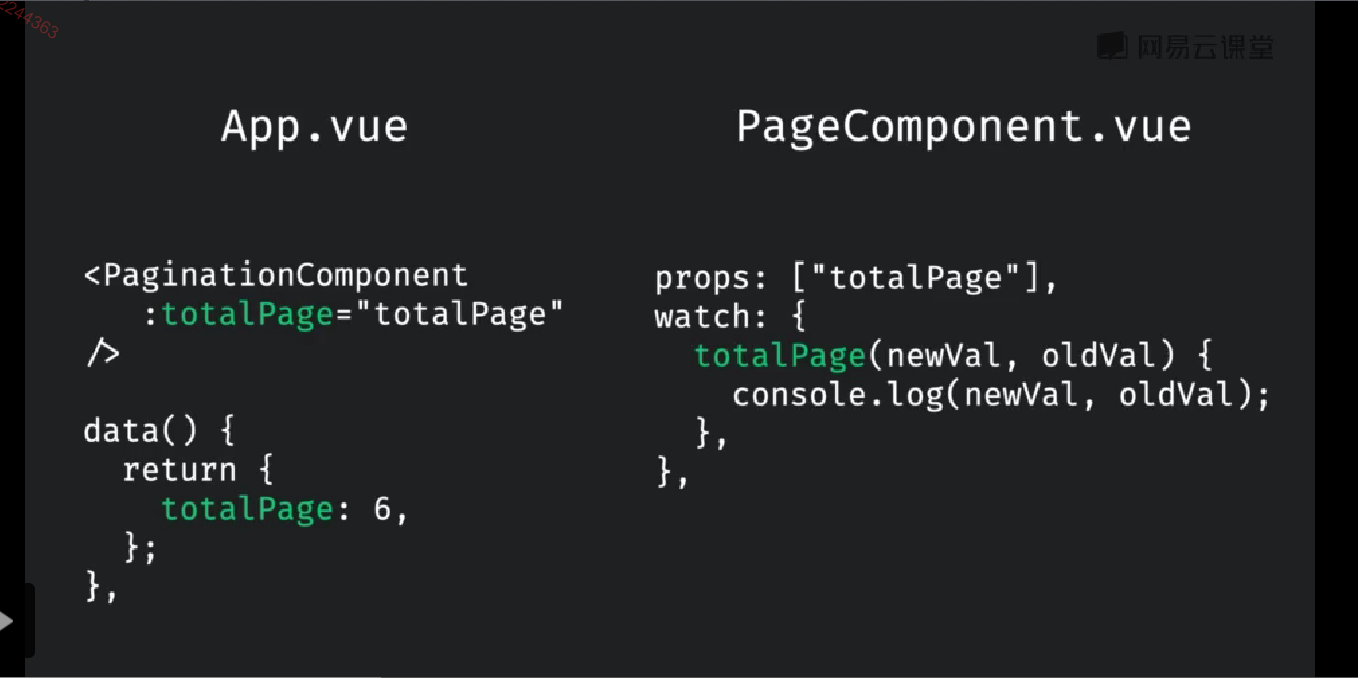 2244363
网易云课堂
App.vue
<PaginationComponent
:totalPage="totalPage"
/>
data() {
return {
totalPage: 6,
};
},
PageComponent.vue
props: ["totalPage"],
watch: {
totalPage(newVal, oldVal) {
console.log(newVal, oldVal);
},
},